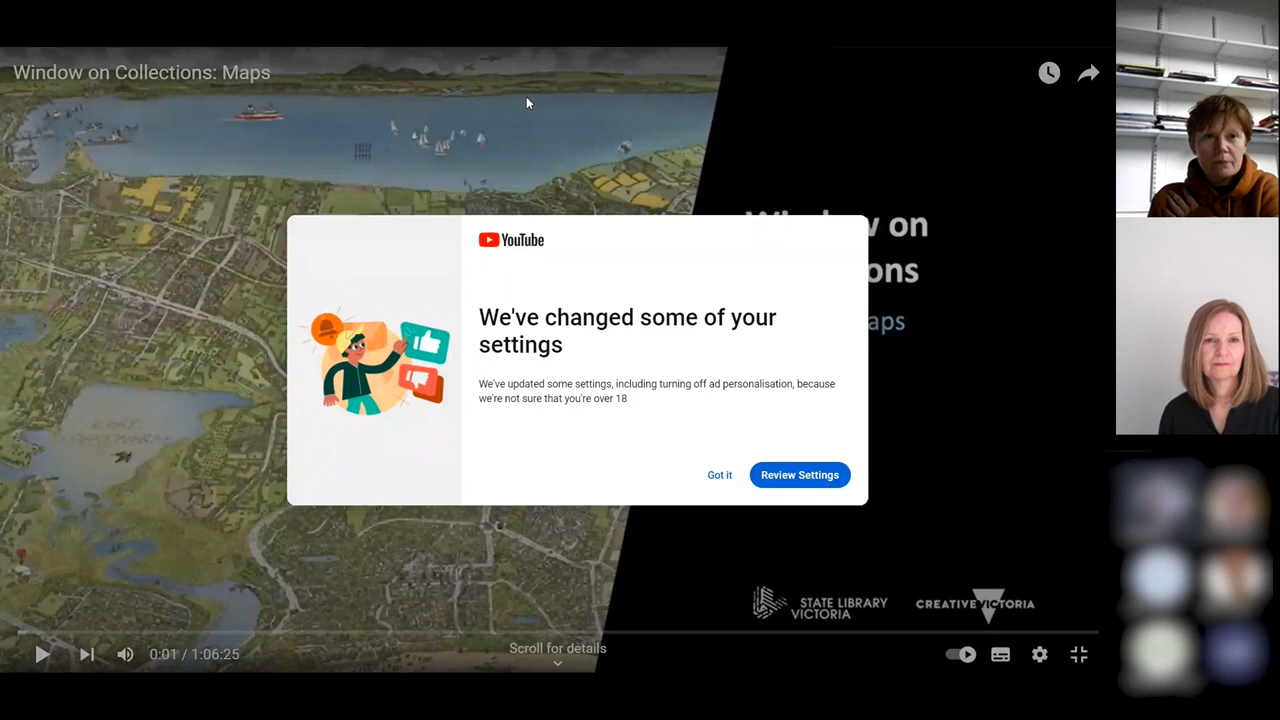 Window on Collections: Maps
YouTube
We've changed some of your
settings
We've updated some settings, including turning off ad personalisation, because
we're not sure that you're over 18
Got it
Review Settings
on
STATE LIBRARY
VICTORIA
CREATIVE VICTORIA
Scroll for details
0:01 / 1:06:25